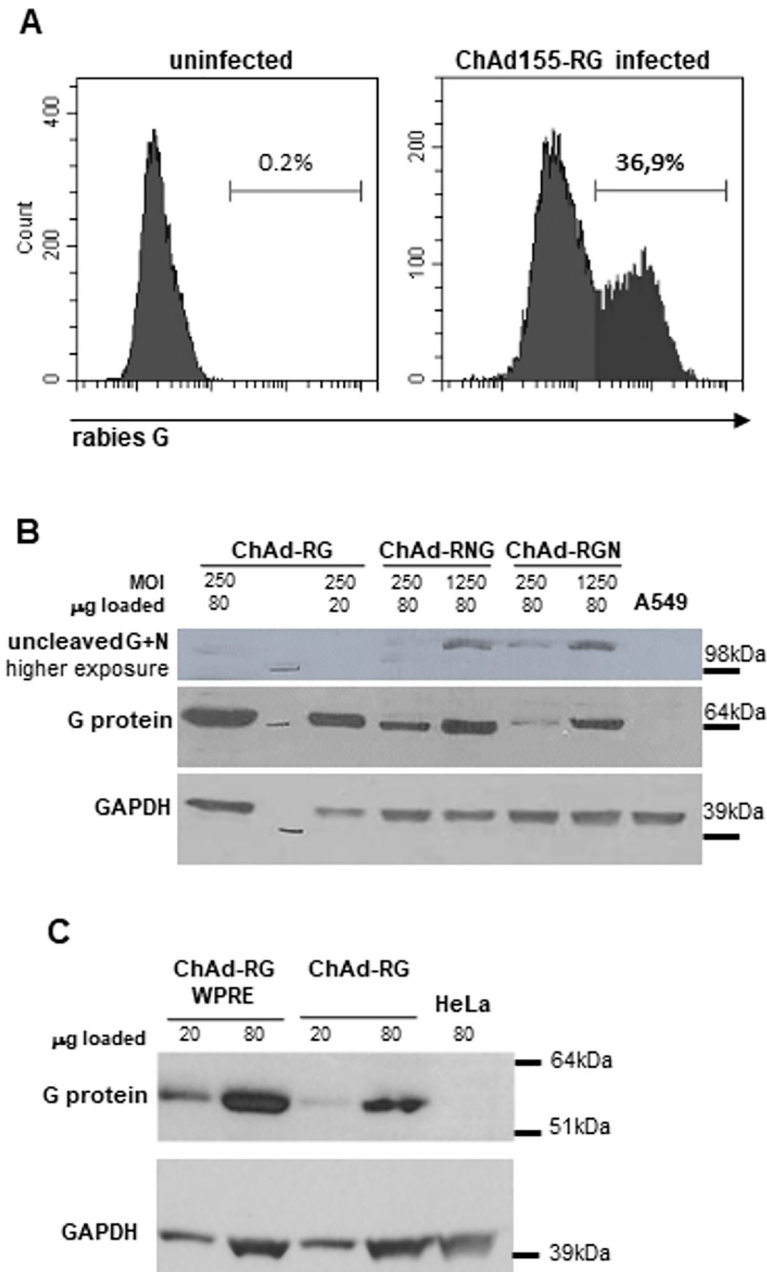 A
uninfected
ChAd155-RG infected
400
200
0
Count
0.2%
200
100
0
36,9%
rabies G
B
ChAd-RG ChAd-RNG ChAd-RGN
MOI 250 250 250 1250 250 1250
µg loaded 80 20 80 80 80 80 A549
uncleaved G+N
higher exposure
98kDa
G protein
64kDa
GAPDH
39kDa
C
ChAd-RG WPRE
ChAd-RG
HeLa
µg loaded 20 80 20 80 80
64kDa
G protein
51kDa
GAPDH
39kDa